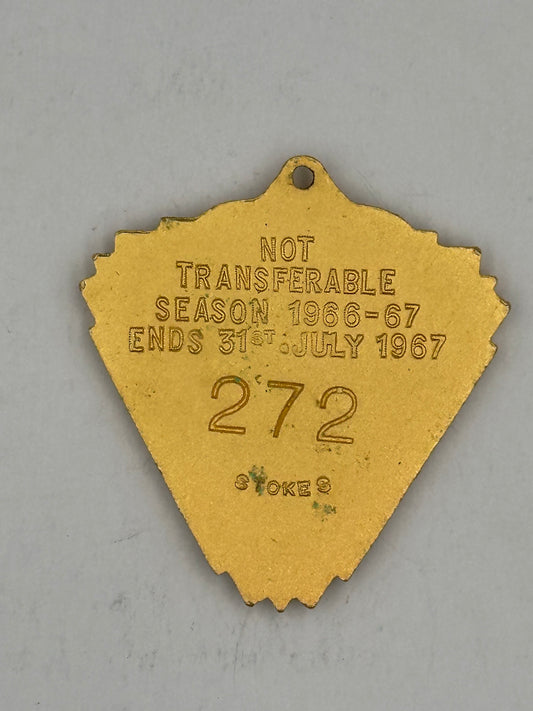 NOT
TRANSFERABLE
SEASON 1966-67
ENDS 31ST JULY 1967
272
STOKES